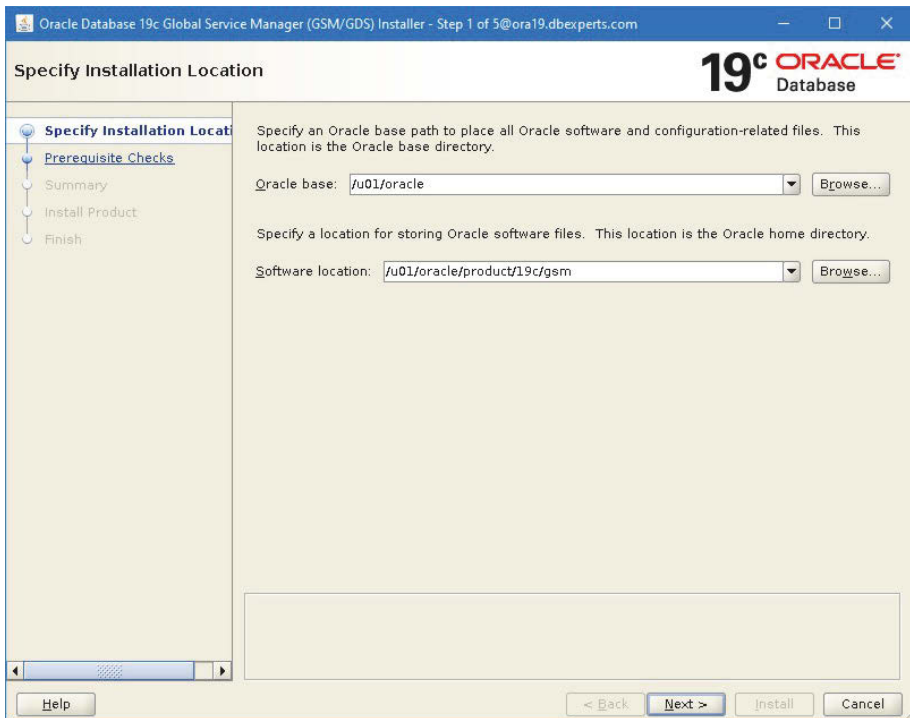 Oracle Database 19c Global Service Manager (GSM/GDS) Installer - Step 1 of 5@ora19.dbexperts.com
Specify Installation Location
19c ORACLE
Database
Specify Installation Locati
Prerequisite Checks
Summary
Install Product
Finish
Specify an Oracle base path to place all Oracle software and configuration-related files. This
location is the Oracle base directory.
Oracle base: /u01/oracle Browse...
Specify a location for storing Oracle software files. This location is the Oracle home directory.
Software location: /u01/oracle/product/19c/gsm Browse...
Help < Back Next > Install Cancel